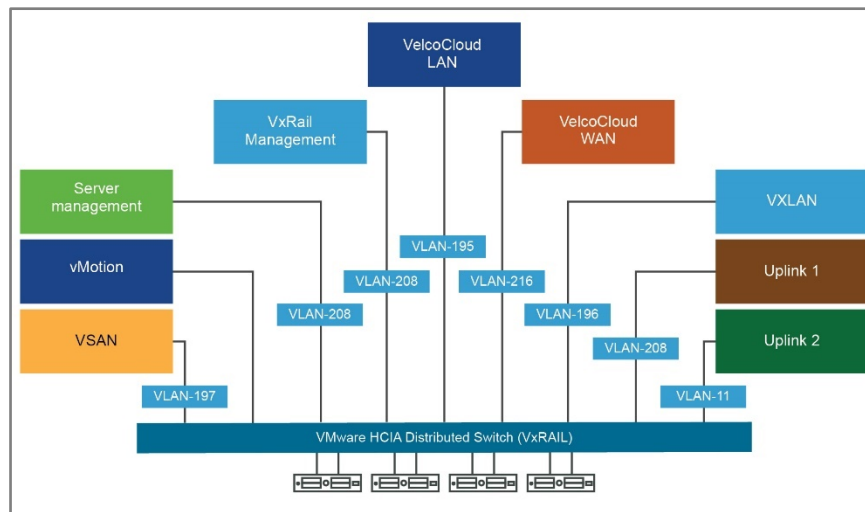 VelcoCloud
LAN
VxRail
Management
VelcoCloud
WAN
Server
management
VXLAN
vMotion
Uplink 1
VSAN
Uplink 2
VLAN-195
VLAN-208
VLAN-216
VLAN-208
VLAN-196
VLAN-208
VLAN-197
VLAN-11
VMware HCIA Distributed Switch (VxRAIL)